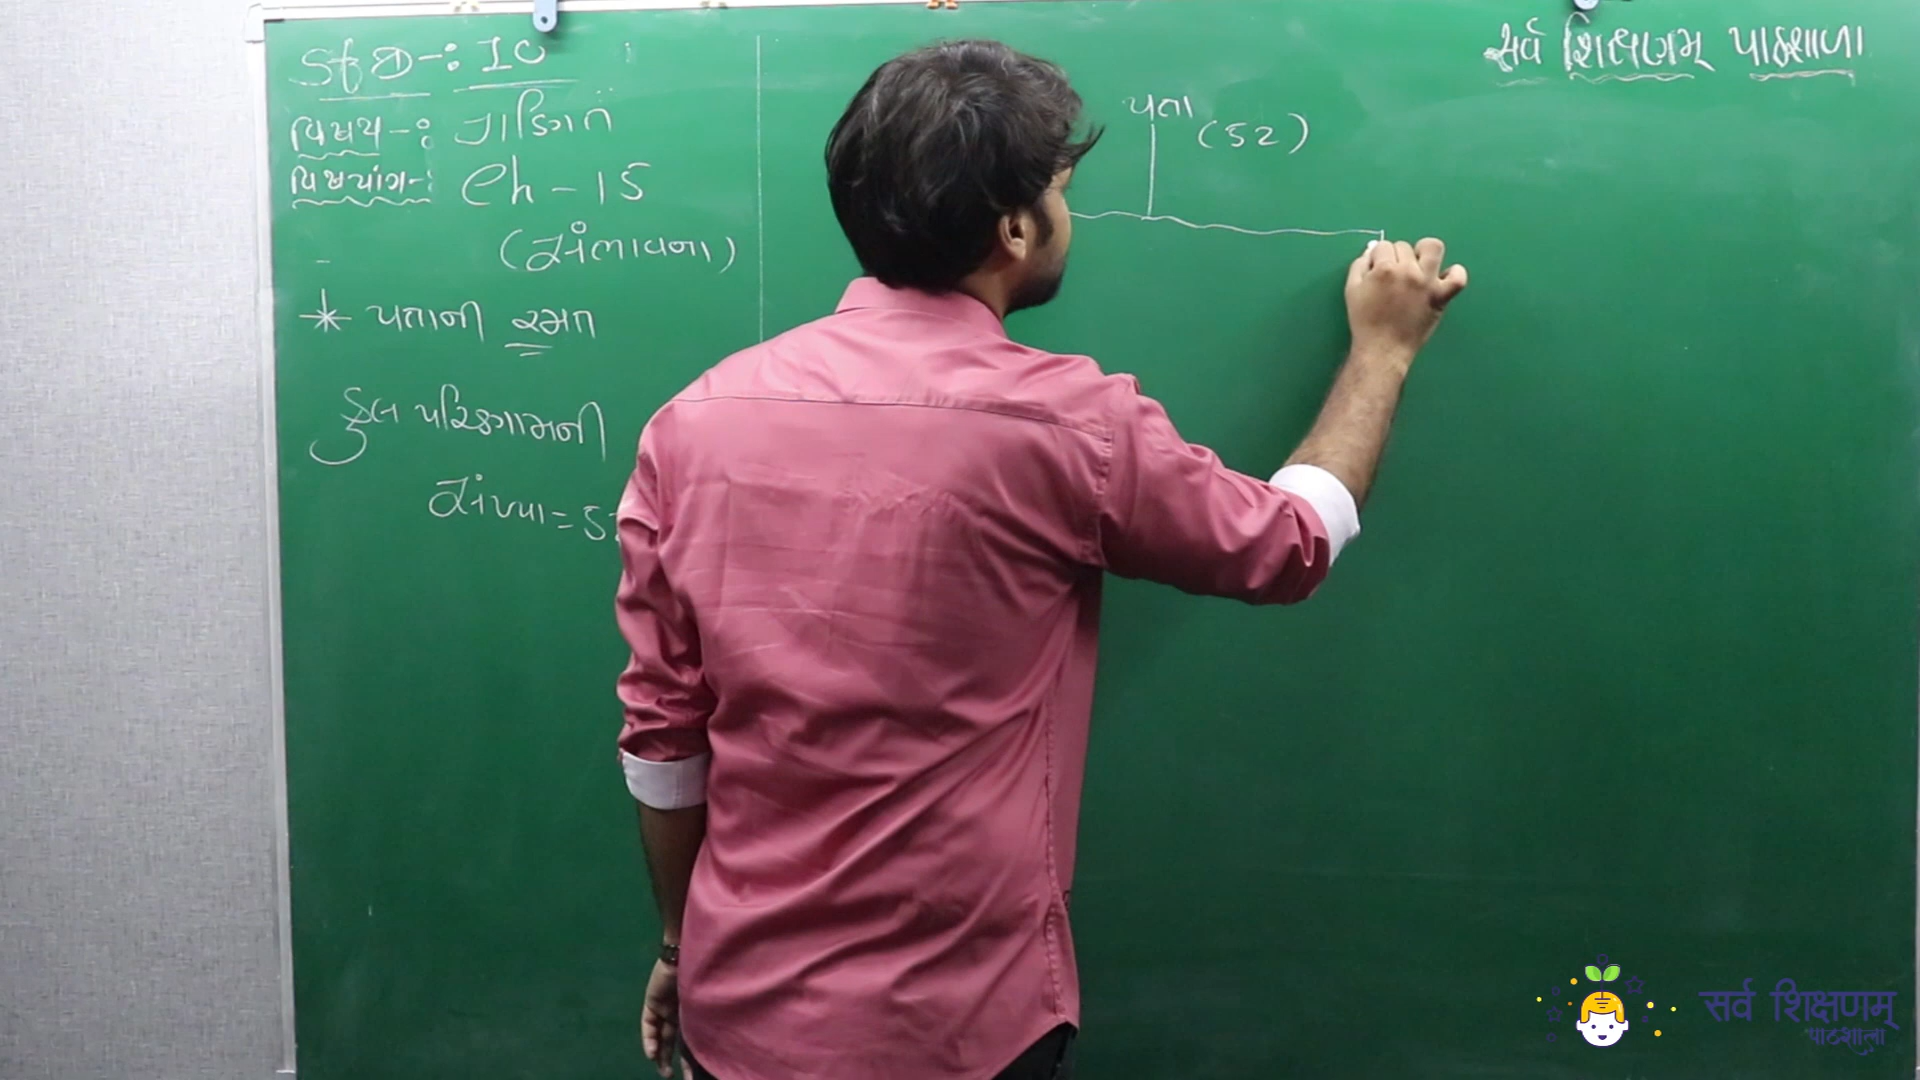 Std-: 10
વિષય-: ગણિત
વિષયાંગ-: Ch-15
(સંભાવના)
* પતાની રમત
કુલ પરિણામની
સંખ્યા = 52
પતા
(52)
સર્વ શિક્ષણમ્ પાઠશાળા
सर्व शिक्षणम्
पाठशाला